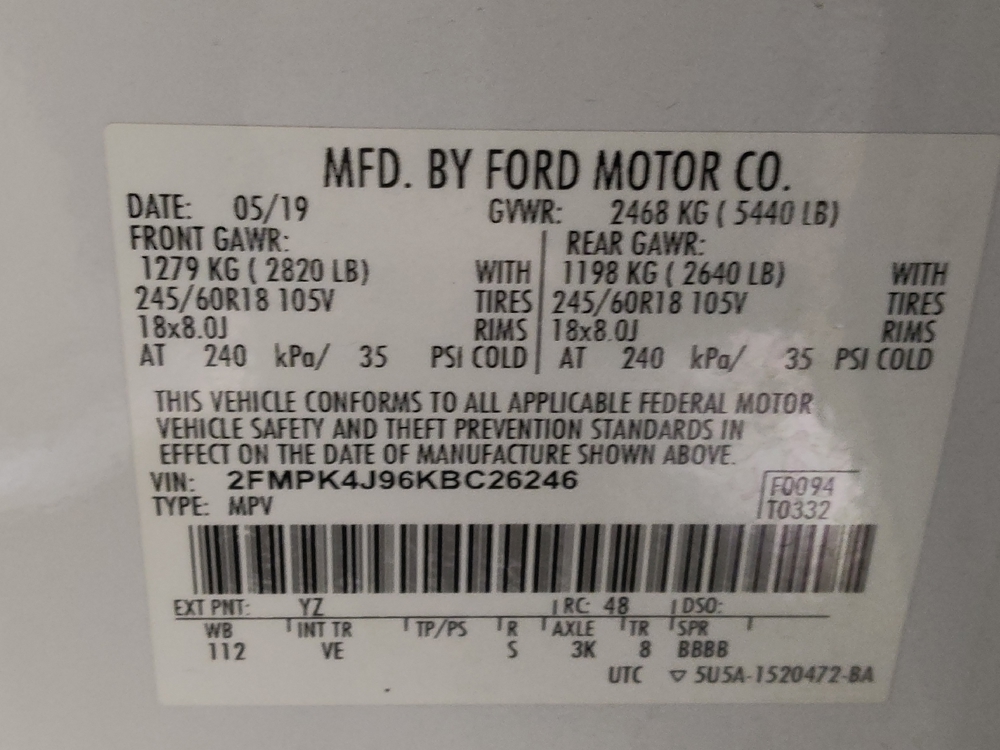 MFD. BY FORD MOTOR CO.
DATE: 05/19 GVWR: 2468 KG ( 5440 LB)
FRONT GAWR: REAR GAWR:
1279 KG ( 2820 LB) WITH 1198 KG ( 2640 LB) WITH
245/60R18 105V TIRES 245/60R18 105V TIRES
18x8.0J RIMS 18x8.0J RIMS
AT 240 kPa/ 35 PSI COLD AT 240 kPa/ 35 PSI COLD
THIS VEHICLE CONFORMS TO ALL APPLICABLE FEDERAL MOTOR
VEHICLE SAFETY AND THEFT PREVENTION STANDARDS IN
EFFECT ON THE DATE OF MANUFACTURE SHOWN ABOVE.
VIN: 2FMPK4J96KBC26246 F0094
TYPE: MPV T0332
EXT PNT: YZ RC: 48 DSO:
WB INT TR TP/PS R AXLE TR SPR
112 VE S 3K 8 BBBB
UTC ▽ 5U5A-1520472-BA